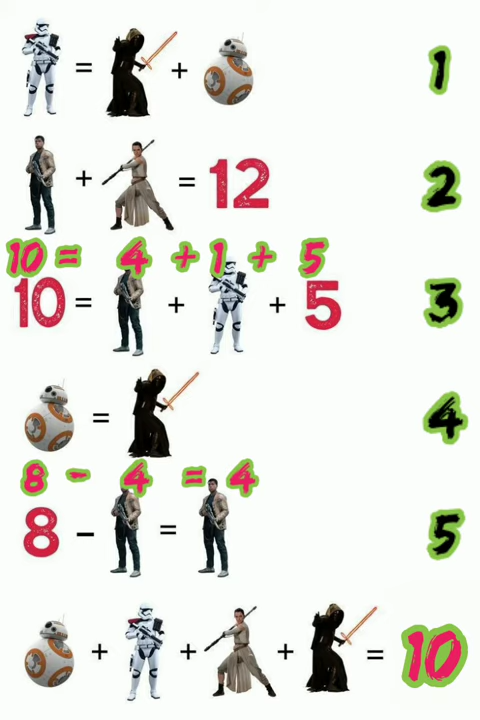 = + 1
+ = 12 2
10 = 4 + 1 + 5
10 = + + 5 3
= 4
8 - 4 = 4
8 - = 5
+ + + = 10